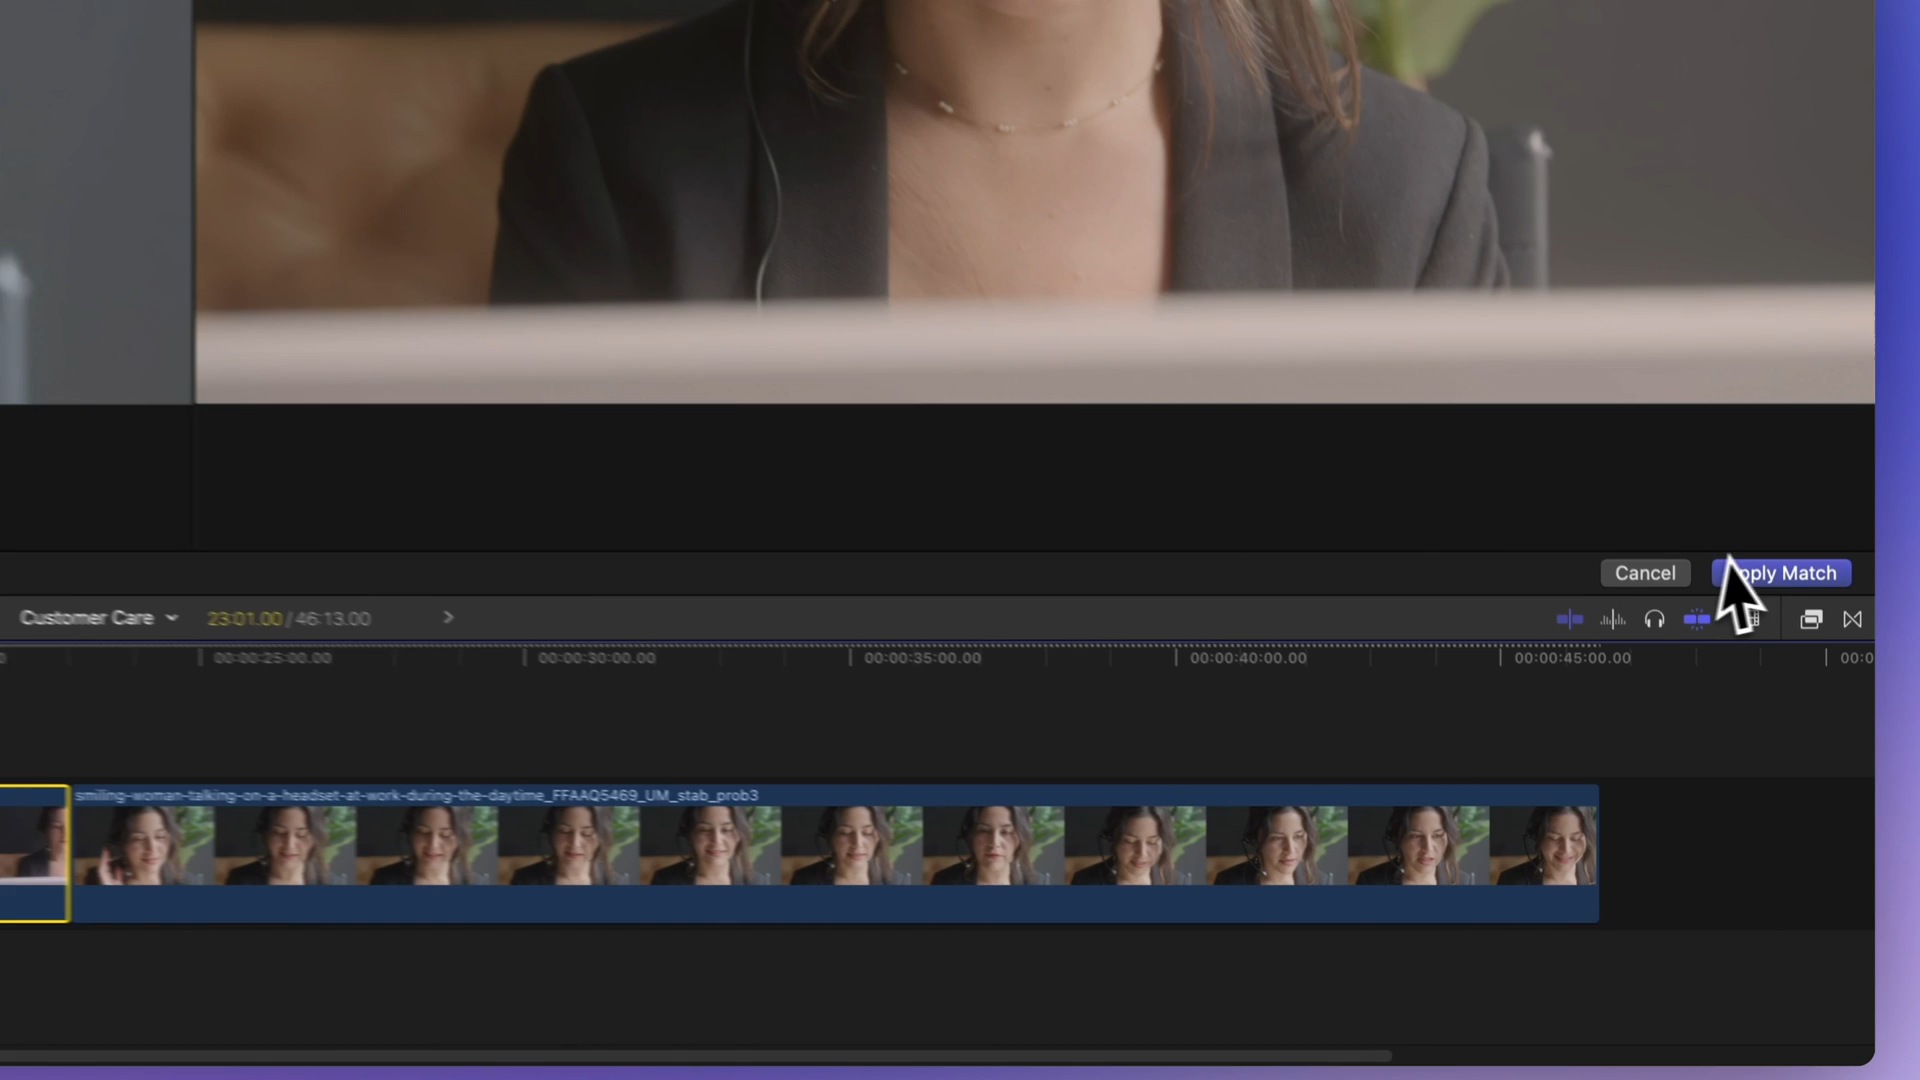 Cancel
pply Match
Customer Care
23:01.00 / 46:13.00
00:00:25:00.00
00:00:30:00.00
00:00:35:00.00
00:00:40:00.00
00:00:45:00.00
00:0
smiling-woman-talking-on-a-headset-at-work-during-the-daytime_FFAAQ5469_UM_stab_prob3